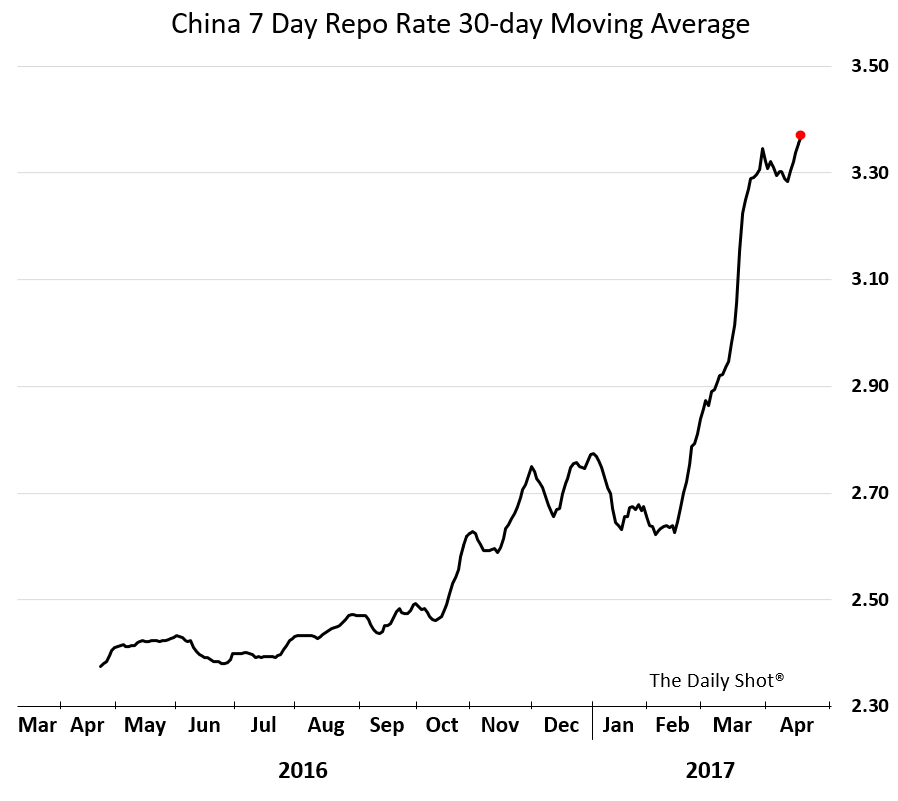 China 7 Day Repo Rate 30-day Moving Average
3.50
3.30
3.10
2.90
2.70
2.50
The Daily Shot®
2.30
Mar Apr May Jun Jul Aug Sep Oct Nov Dec Jan Feb Mar Apr
2016 2017